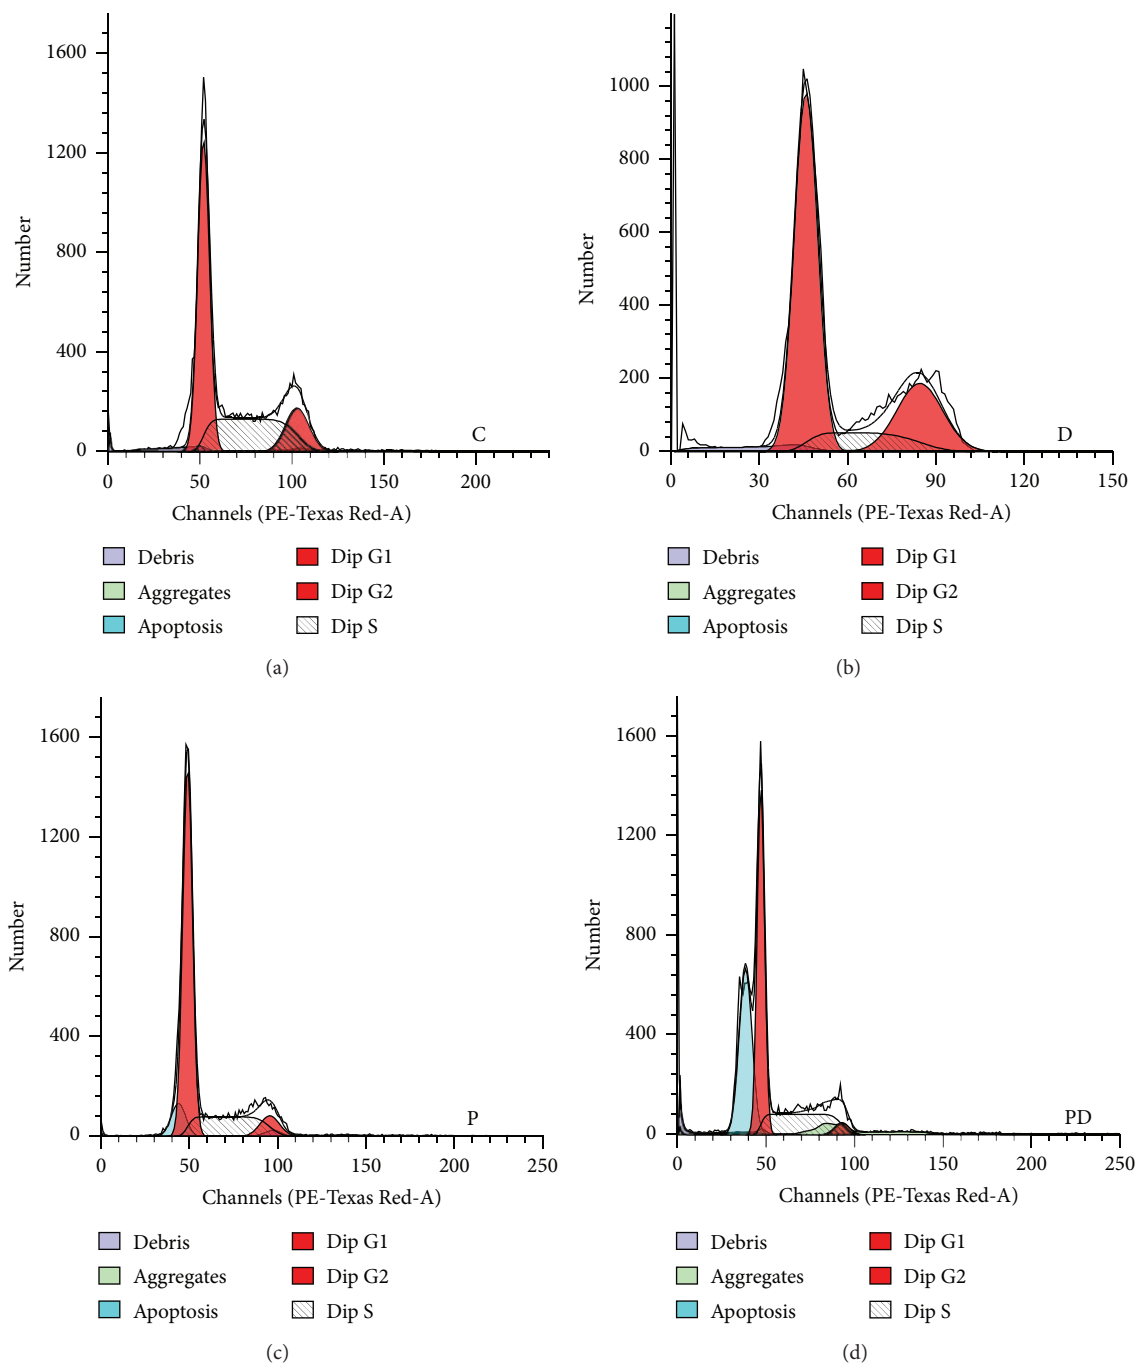 1600
1200
800
400
0
Number
C
0 50 100 200
Channels (PE-Texas Red-A)
Debris Dip G1
Aggregates Dip G2
Apoptosis Dip S
(a)
1000
800
600
400
200
0
Number
D
0 30 60 90 120 150
Channels (PE-Texas Red-A)
Debris Dip G1
Aggregates Dip G2
Apoptosis Dip S
(b)
1600
1200
800
400
0
Number
P
0 50 100 150 200 250
Channels (PE-Texas Red-A)
Debris Dip G1
Aggregates Dip G2
Apoptosis Dip S
(c)
1600
1200
800
400
0
Number
PD
0 50 100 150 200 250
Channels (PE-Texas Red-A)
Debris Dip G1
Aggregates Dip G2
Apoptosis Dip S
(d)